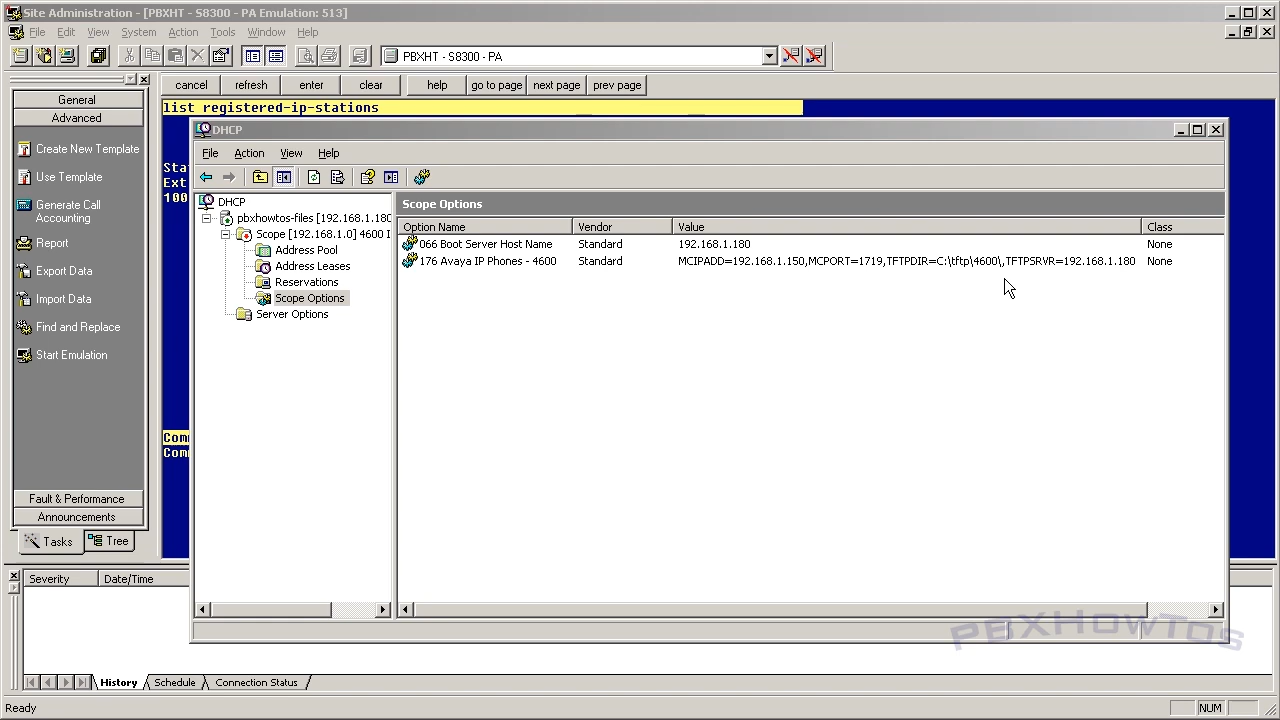 Site Administration - [PBXHT - S8300 - PA Emulation: 513]
File Edit View System Action Tools Window Help
PBXHT - S8300 - PA
General
Advanced
Create New Template
Use Template
Generate Call
Accounting
Report
Export Data
Import Data
Find and Replace
Start Emulation
Fault & Performance
Announcements
Tasks Tree
cancel refresh enter clear help go to page next page prev page
list registered-ip-stations
Sta
Ext
100
Comm
Comm
DHCP
File Action View Help
DHCP
pbxhowtos-files [192.168.1.180
Scope [192.168.1.0] 4600 I
Address Pool
Address Leases
Reservations
Scope Options
Server Options
Scope Options
Option Name Vendor Value Class
066 Boot Server Host Name Standard 192.168.1.180 None
176 Avaya IP Phones - 4600 Standard MCIPADD=192.168.1.150,MCPORT=1719,TFTPDIR=C:\tftp\4600\,TFTPSRVR=192.168.1.180 None
Severity Date/Time
PBXHowTos
History Schedule Connection Status
Ready NUM